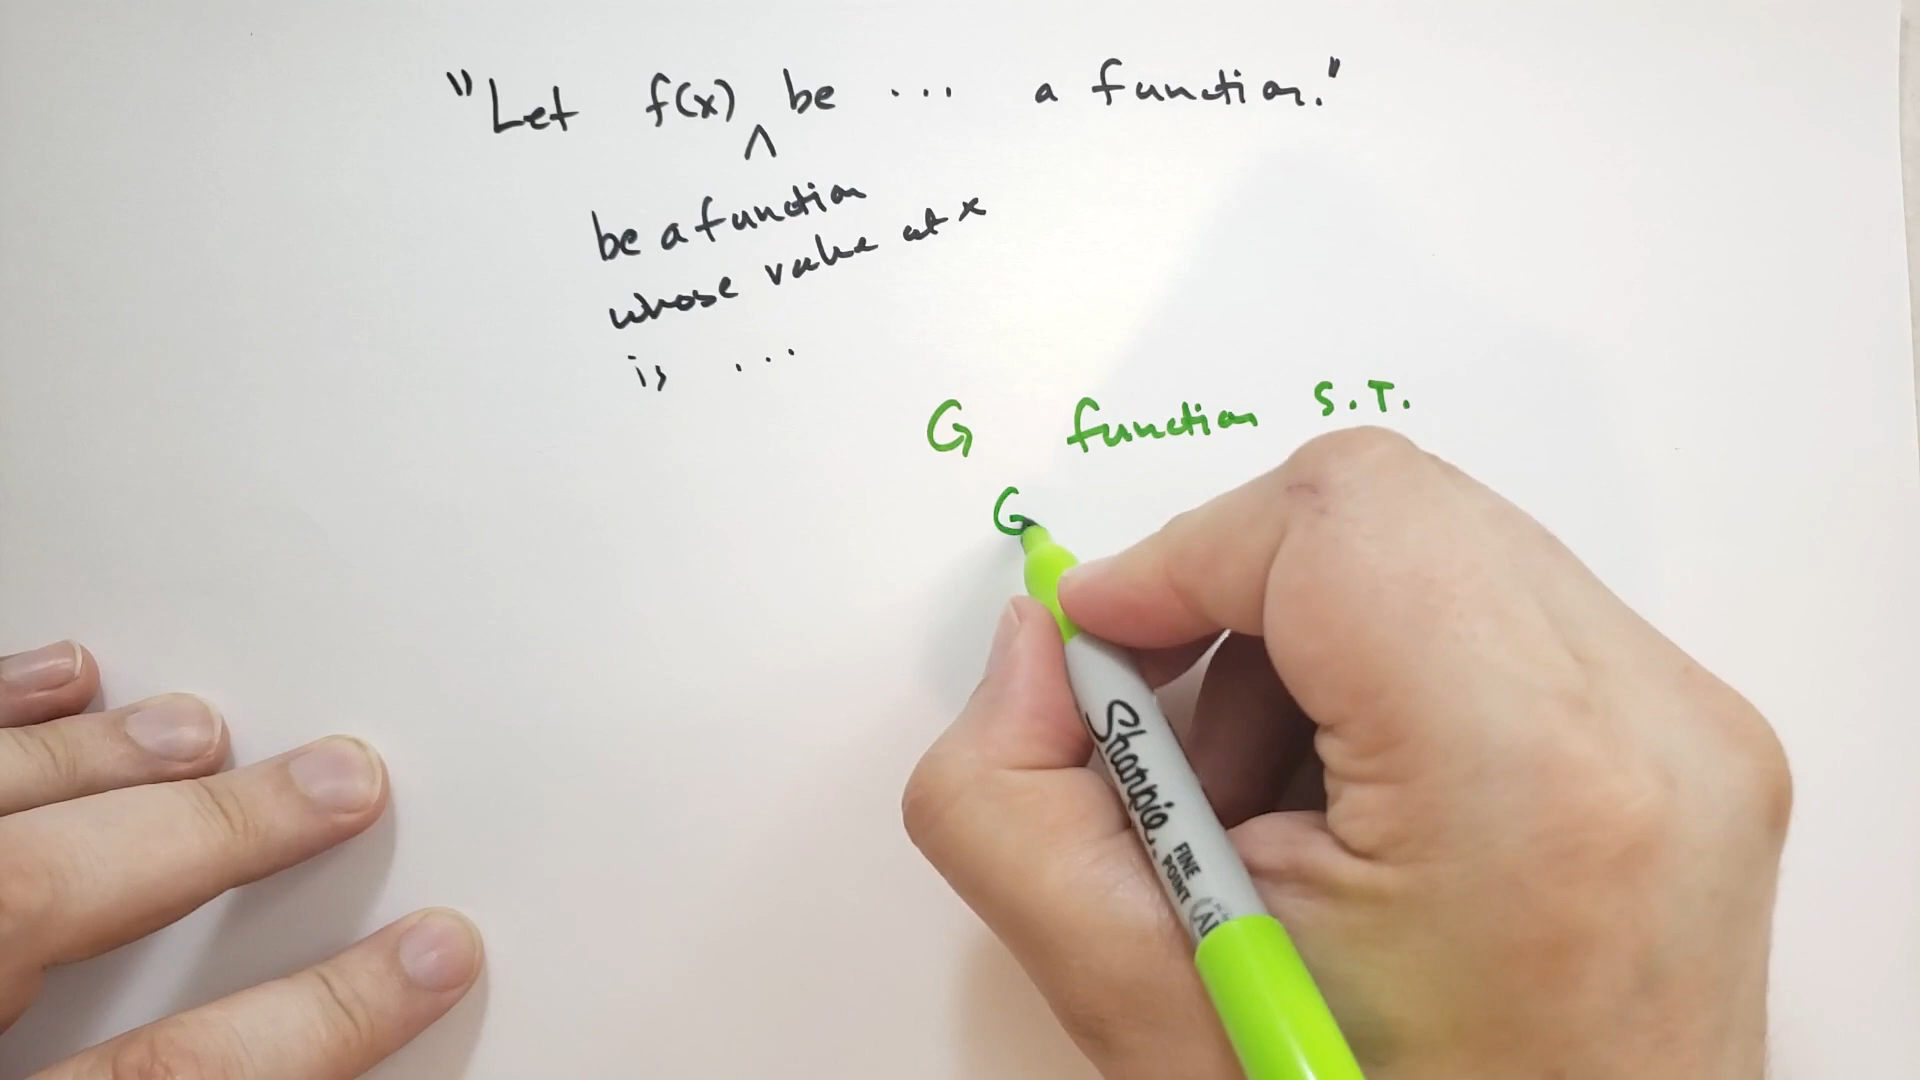 "Let f(x) be ... a function."
^
be a function
whose value at x
is ...
G function S.T.
G
Sharpie
FINE
POINT